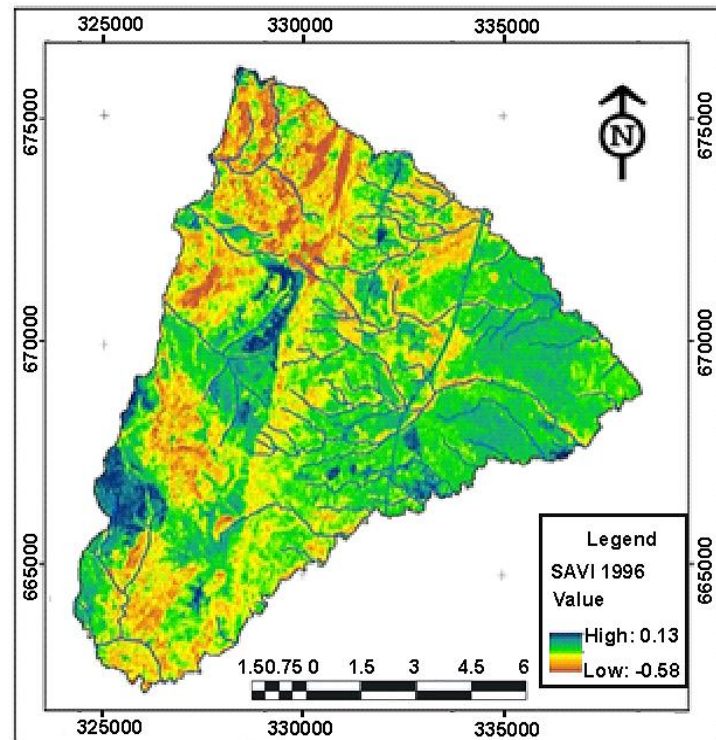 325000 330000 335000
675000 675000
N
670000 670000
665000 665000
Legend
SAVI 1996
Value
High: 0.13
Low: -0.58
1.50.75 0 1.5 3 4.5 6
325000 330000 335000